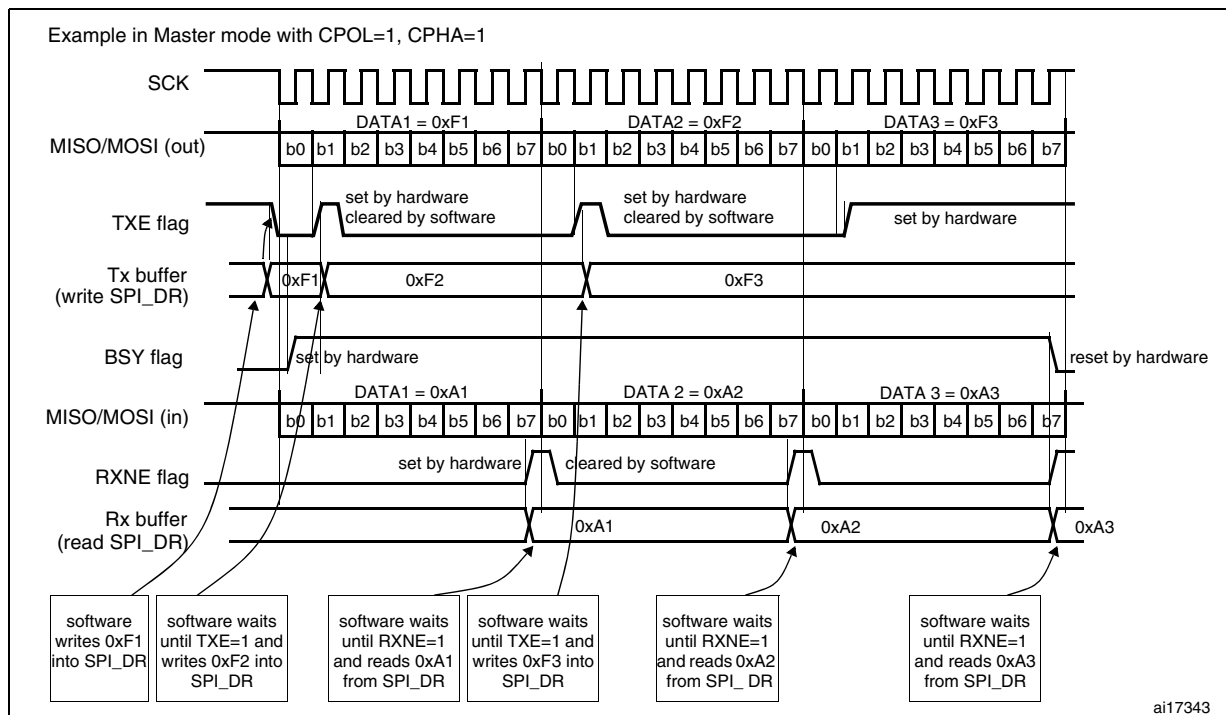 Example in Master mode with CPOL=1, CPHA=1
SCK
DATA1 = 0xF1 DATA2 = 0xF2 DATA3 = 0xF3
MISO/MOSI (out) b0 b1 b2 b3 b4 b5 b6 b7 b0 b1 b2 b3 b4 b5 b6 b7 b0 b1 b2 b3 b4 b5 b6 b7
set by hardware
cleared by software
set by hardware
cleared by software
TXE flag
set by hardware
Tx buffer
(write SPI_DR)
0xF1 0xF2 0xF3
BSY flag
set by hardware
reset by hardware
DATA1 = 0xA1 DATA 2 = 0xA2 DATA 3 = 0xA3
MISO/MOSI (in) b0 b1 b2 b3 b4 b5 b6 b7 b0 b1 b2 b3 b4 b5 b6 b7 b0 b1 b2 b3 b4 b5 b6 b7
RXNE flag
set by hardware
cleared by software
Rx buffer
(read SPI_DR)
0xA1 0xA2 0xA3
software
writes 0xF1
into SPI_DR
software waits
until TXE=1 and
writes 0xF2 into
SPI_DR
software waits
until RXNE=1
and reads 0xA1
from SPI_DR
software waits
until TXE=1 and
writes 0xF3 into
SPI_DR
software waits
until RXNE=1
and reads 0xA2
from SPI_ DR
software waits
until RXNE=1
and reads 0xA3
from SPI_DR
ai17343